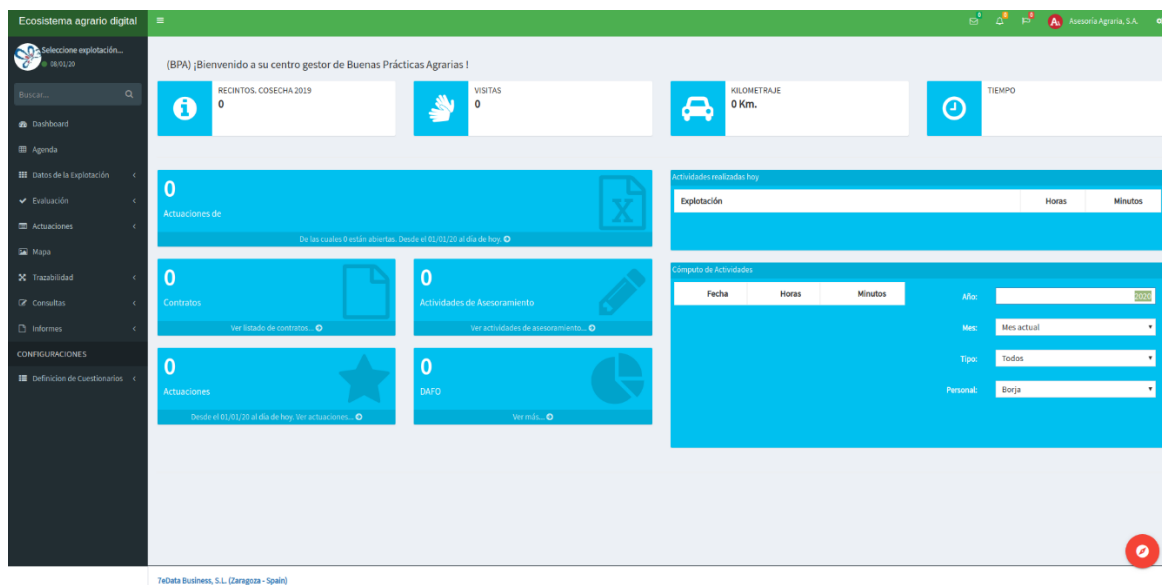 Ecosistema agrario digital
0
0
0
Asesoría Agraria, S.A.
Seleccione explotación...
08/01/20
Buscar...
Dashboard
Agenda
Datos de la Explotación
Evaluación
Actuaciones
Mapa
Trazabilidad
Consultas
Informes
CONFIGURACIONES
Definicion de Cuestionarios
(BPA) ¡Bienvenido a su centro gestor de Buenas Prácticas Agrarias !
RECINTOS. COSECHA 2019
0
VISITAS
0
KILOMETRAJE
0 Km.
TIEMPO
0
Actuaciones de
De las cuales 0 están abiertas. Desde el 01/01/20 al día de hoy.
0
Contratos
Ver listado de contratos...
0
Actividades de Asesoramiento
Ver actividades de asesoramiento...
0
Actuaciones
Desde el 01/01/20 al día de hoy. Ver actuaciones...
0
DAFO
Ver más...
Actividades realizadas hoy
Explotación Horas Minutos
Cómputo de Actividades
Fecha Horas Minutos
Año: 2020
Mes: Mes actual
Tipo: Todos
Personal: Borja
7eData Business, S.L. (Zaragoza - Spain)